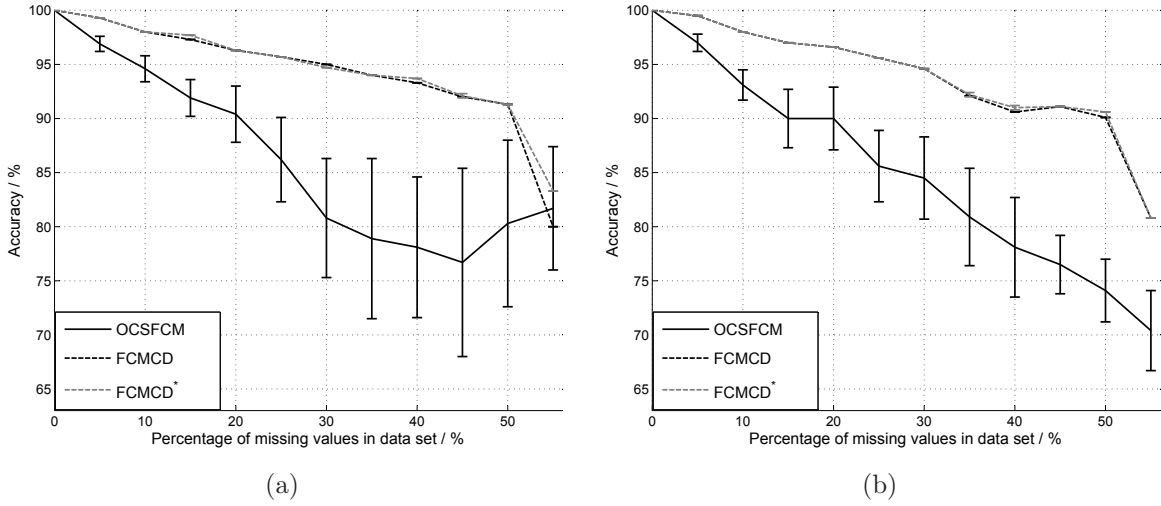 100
95
90
85
80
75
70
65
Accuracy / %
OCSFCM
FCMCD
FCMCD*
0 10 20 30 40 50
Percentage of missing values in data set / %
(a)
100
95
90
85
80
75
70
65
Accuracy / %
OCSFCM
FCMCD
FCMCD*
0 10 20 30 40 50
Percentage of missing values in data set / %
(b)